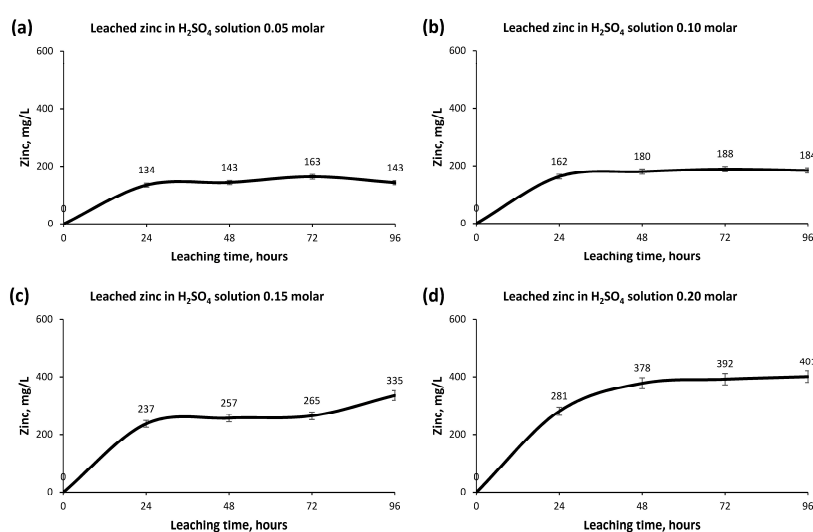 (a)
Leached zinc in H₂SO₄ solution 0.05 molar
600
400
200
0
Zinc, mg/L
0
134
143
163
143
0 24 48 72 96
Leaching time, hours
(b)
Leached zinc in H₂SO₄ solution 0.10 molar
600
400
200
0
Zinc, mg/L
0
162
180
188
184
0 24 48 72 96
Leaching time, hours
(c)
Leached zinc in H₂SO₄ solution 0.15 molar
600
400
200
0
Zinc, mg/L
0
237
257
265
335
0 24 48 72 96
Leaching time, hours
(d)
Leached zinc in H₂SO₄ solution 0.20 molar
600
400
200
0
Zinc, mg/L
0
281
378
392
401
0 24 48 72 96
Leaching time, hours